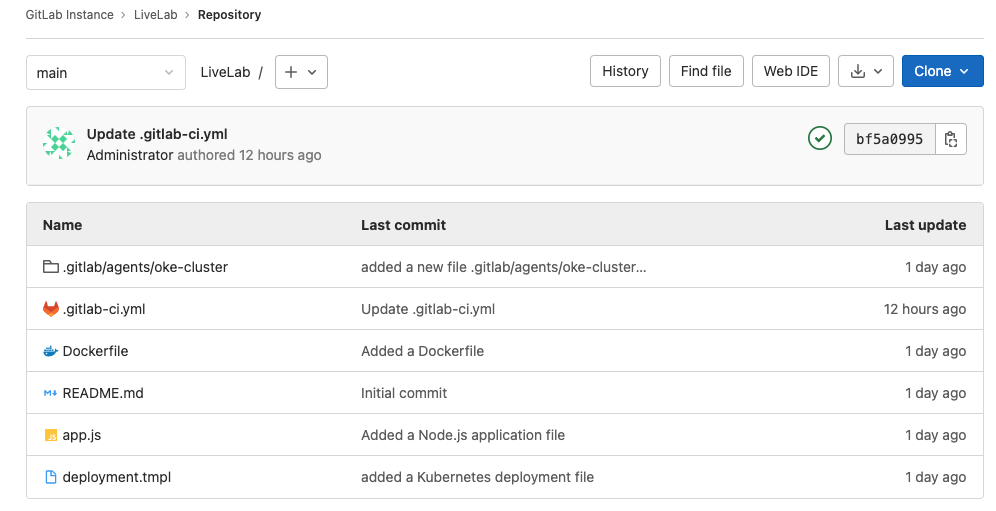 GitLab Instance > LiveLab > Repository
main LiveLab / + History Find file Web IDE Clone
Update .gitlab-ci.yml
Administrator authored 12 hours ago
bf5a0995
Name Last commit Last update
.gitlab/agents/oke-cluster added a new file .gitlab/agents/oke-cluster... 1 day ago
.gitlab-ci.yml Update .gitlab-ci.yml 12 hours ago
Dockerfile Added a Dockerfile 1 day ago
README.md Initial commit 1 day ago
JS app.js Added a Node.js application file 1 day ago
deployment.tmpl added a Kubernetes deployment file 1 day ago